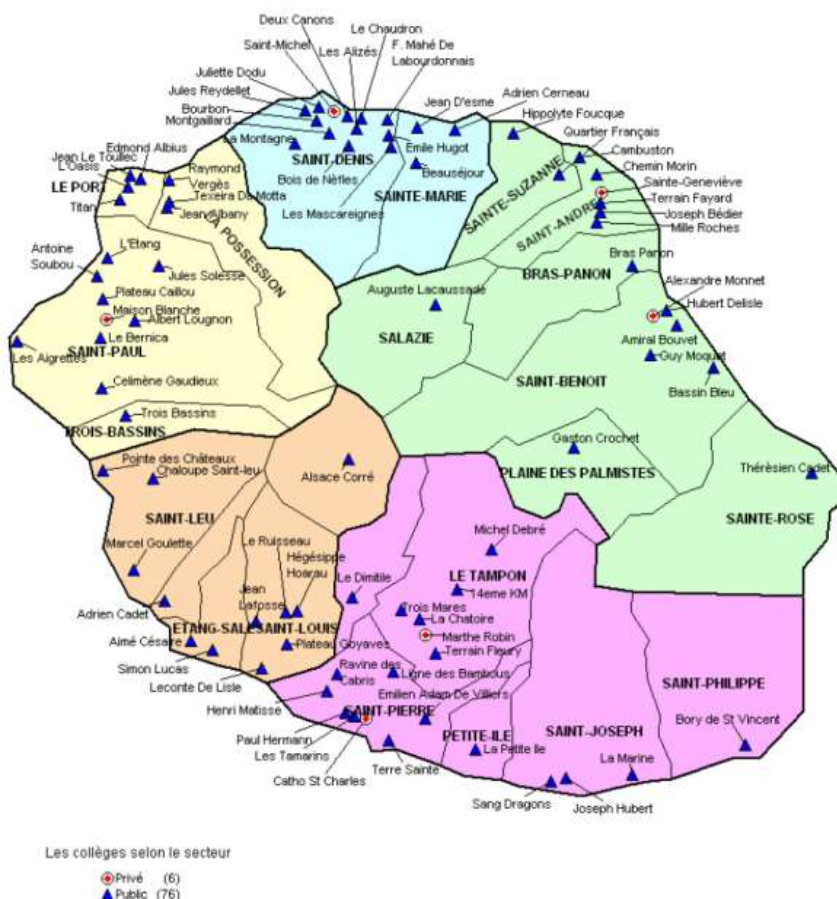 Deux Canons
Le Chaudron
Saint-Michel
Les Alizés
F. Mahé De
Labourdonnais
Juliette Dodu
Jules Reydellet
Jean D'esme
Adrien Cerneau
Bourbon
Hippolyte Foucque
Montgaillard
Quartier Français
La Montagne
Emile Hugot
Cambuston
Edmond Albius
SAINT-DENIS
Chemin Morin
Jean Le Toullec
Raymond
Vergès
Bois de Nèfles
Beauséjour
L'Oasis
SAINTE-SUZANNE
Sainte-Geneviève
LE PORT
SAINTE-MARIE
Texeira Da Motta
Terrain Fayard
Titan
Jean Albany
Les Mascareignes
SAINT-ANDRE
Joseph Bédier
Mille Roches
LA POSSESSION
L'Etang
Antoine
Soubou
Bras Panon
Jules Solesse
BRAS-PANON
Alexandre Monnet
Plateau Caillou
Auguste Lacaussade
Hubert Delisle
Maison Blanche
Albert Lougnon
SALAZIE
Amiral Bouvet
Le Bernica
SAINT-PAUL
Les Aigrettes
Guy Moquet
SAINT-BENOIT
Celimène Gaudieux
Bassin Bleu
Trois Bassins
TROIS-BASSINS
Gaston Crochet
Pointe des Châteaux
Chaloupe Saint-leu
Alsace Corré
PLAINE DES PALMISTES
Thérèsien Cadet
SAINT-LEU
SAINTE-ROSE
Le Ruisseau
Michel Debré
Marcel Goulette
Hégésippe
Hoarau
Le Dimitile
LE TAMPON
Jean
Lafosse
14eme KM
Adrien Cadet
Trois Mares
La Chatoire
ETANG-SALE
SAINT-LOUIS
Marthe Robin
Aimé Césaire
Plateau Goyaves
Terrain Fleury
Simon Lucas
Ravine des
Cabris
Ligne des Bambous
Leconte De Lisle
SAINT-PHILIPPE
Emilien Adam De Villiers
Henri Matisse
SAINT-PIERRE
Bory de St Vincent
Paul Hermann
PETITE-ILE
SAINT-JOSEPH
Les Tamarins
La Petite Ile
La Marine
Terre Sainte
Catho St Charles
Sang Dragons
Joseph Hubert
Les collèges selon le secteur
Privé (6)
Public (76)